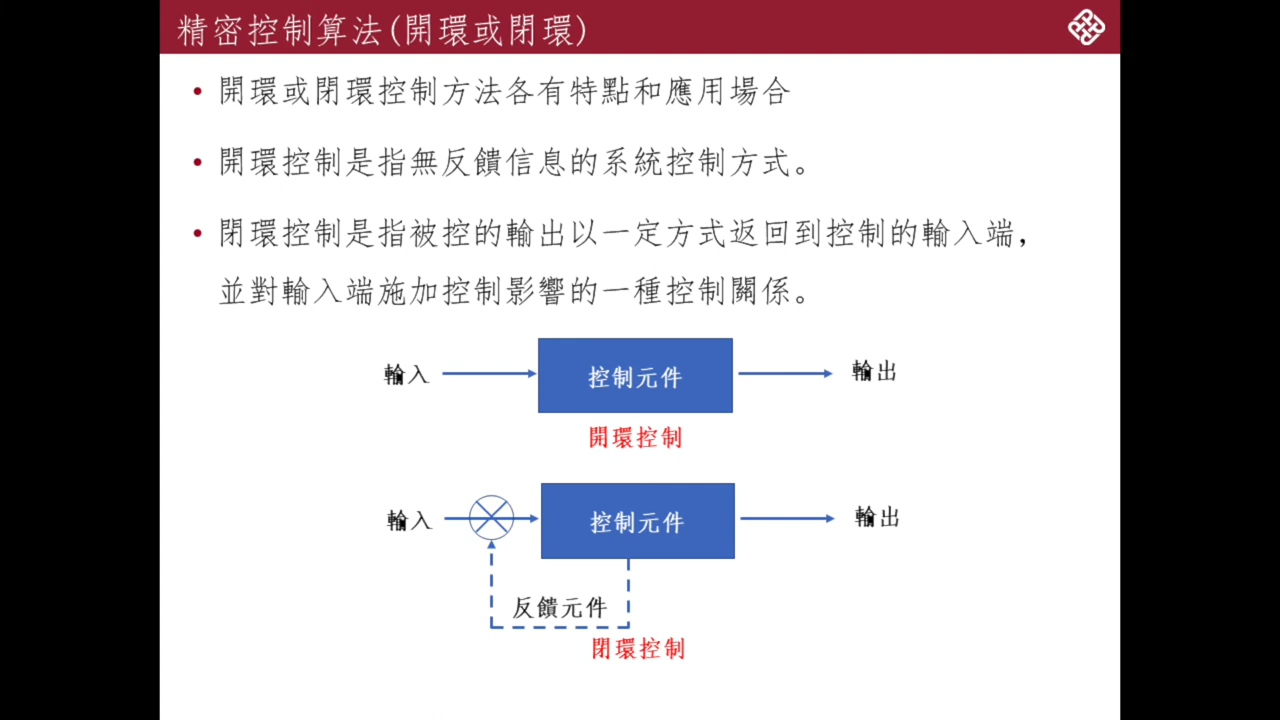 精密控制算法(開環或閉環)
• 開環或閉環控制方法各有特點和應用場合
• 開環控制是指無反饋信息的系統控制方式。
• 閉環控制是指被控的輸出以一定方式返回到控制的輸入端，
並對輸入端施加控制影響的一種控制關係。
輸入 控制元件 輸出
開環控制
輸入 控制元件 輸出
反饋元件
閉環控制